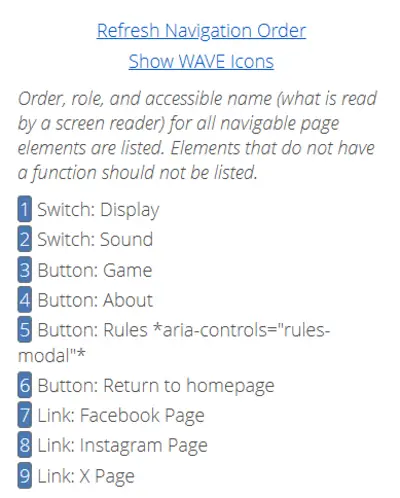 Refresh Navigation Order
Show WAVE Icons
Order, role, and accessible name (what is read
by a screen reader) for all navigable page
elements are listed. Elements that do not have
a function should not be listed.
1 Switch: Display
2 Switch: Sound
3 Button: Game
4 Button: About
5 Button: Rules *aria-controls="rules-
modal"*
6 Button: Return to homepage
7 Link: Facebook Page
8 Link: Instagram Page
9 Link: X Page